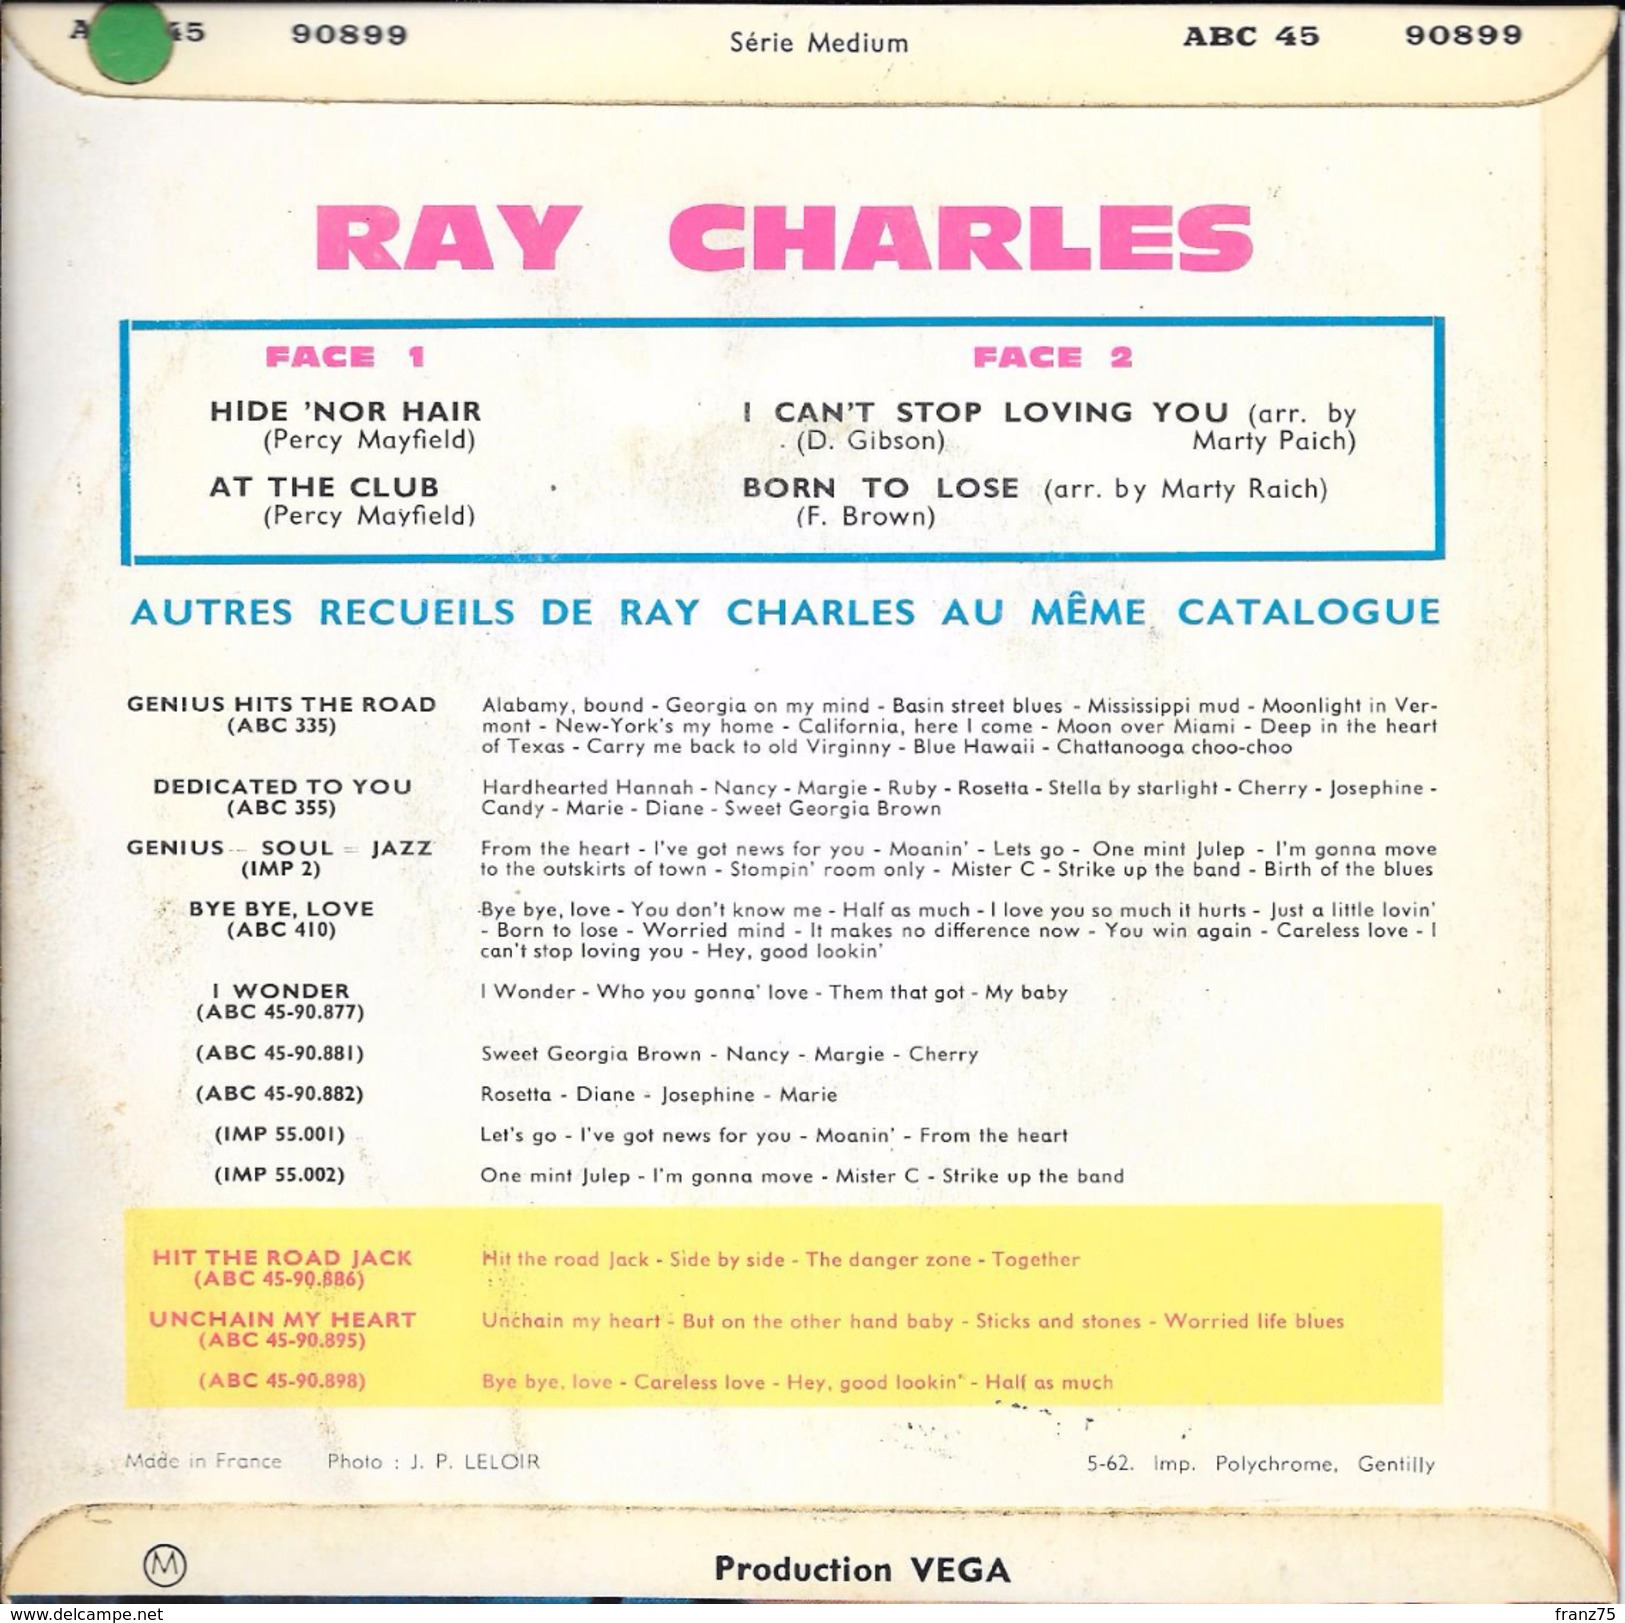 45 90899 Série Medium ABC 45 90899
RAY CHARLES
FACE 1
HIDE 'NOR HAIR
(Percy Mayfield)
AT THE CLUB
(Percy Mayfield)
FACE 2
I CAN'T STOP LOVING YOU (arr. by
(D. Gibson) Marty Paich)
BORN TO LOSE (arr. by Marty Raich)
(F. Brown)
AUTRES RECUEILS DE RAY CHARLES AU MÊME CATALOGUE
GENIUS HITS THE ROAD
(ABC 335)
Alabamy, bound - Georgia on my mind - Basin street blues - Mississippi mud - Moonlight in Ver-
mont - New-York's my home - California, here I come - Moon over Miami - Deep in the heart
of Texas - Carry me back to old Virginny - Blue Hawaii - Chattanooga choo-choo
DEDICATED TO YOU
(ABC 355)
Hardhearted Hannah - Nancy - Margie - Ruby - Rosetta - Stella by starlight - Cherry - Josephine -
Candy - Marie - Diane - Sweet Georgia Brown
GENIUS - SOUL = JAZZ
(IMP 2)
From the heart - I've got news for you - Moanin' - Lets go - One mint Julep - I'm gonna move
to the outskirts of town - Stompin' room only - Mister C - Strike up the band - Birth of the blues
BYE BYE, LOVE
(ABC 410)
Bye bye, love - You don't know me - Half as much - I love you so much it hurts - Just a little lovin'
- Born to lose - Worried mind - It makes no difference now - You win again - Careless love - I
can't stop loving you - Hey, good lookin'
I WONDER
(ABC 45-90.877)
I Wonder - Who you gonna' love - Them that got - My baby
(ABC 45-90.881)
Sweet Georgia Brown - Nancy - Margie - Cherry
(ABC 45-90.882)
Rosetta - Diane - Josephine - Marie
(IMP 55.001)
Let's go - I've got news for you - Moanin' - From the heart
(IMP 55.002)
One mint Julep - I'm gonna move - Mister C - Strike up the band
HIT THE ROAD JACK
(ABC 45-90.886)
Hit the road Jack - Side by side - The danger zone - Together
UNCHAIN MY HEART
(ABC 45-90.895)
Unchain my heart - But on the other hand baby - Sticks and stones - Worried life blues
(ABC 45-90.898)
Bye bye, love - Careless love - Hey, good lookin' - Half as much
Made in France Photo : J. P. LELOIR 5-62. Imp. Polychrome, Gentilly
M Production VEGA
www.delcampe.net franz75